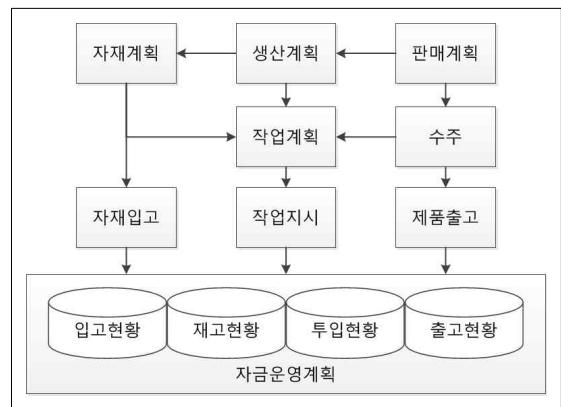 자재계획
생산계획
판매계획
작업계획
수주
자재입고
작업지시
제품출고
입고현황
재고현황
투입현황
출고현황
자금운영계획